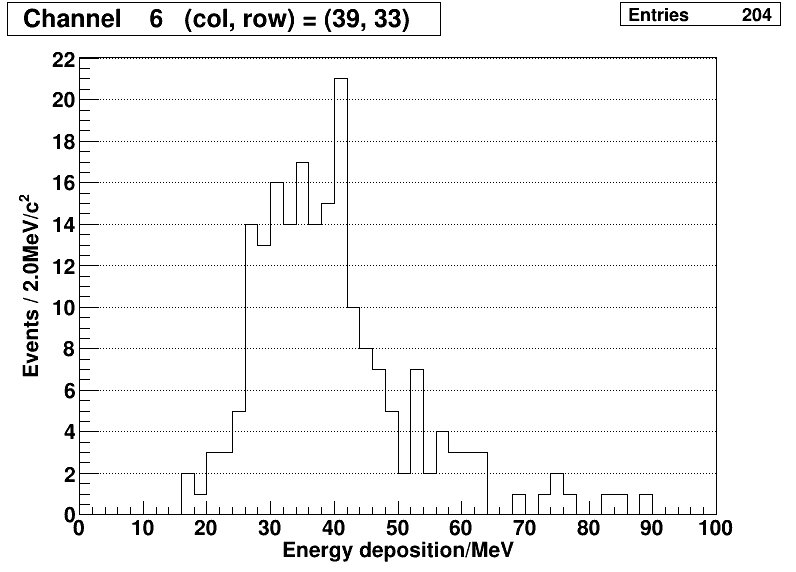 Channel 6 (col, row) = (39, 33)
Entries 204
Events / 2.0MeV/c²
22
20
18
16
14
12
10
8
6
4
2
0
0 10 20 30 40 50 60 70 80 90 100
Energy deposition/MeV